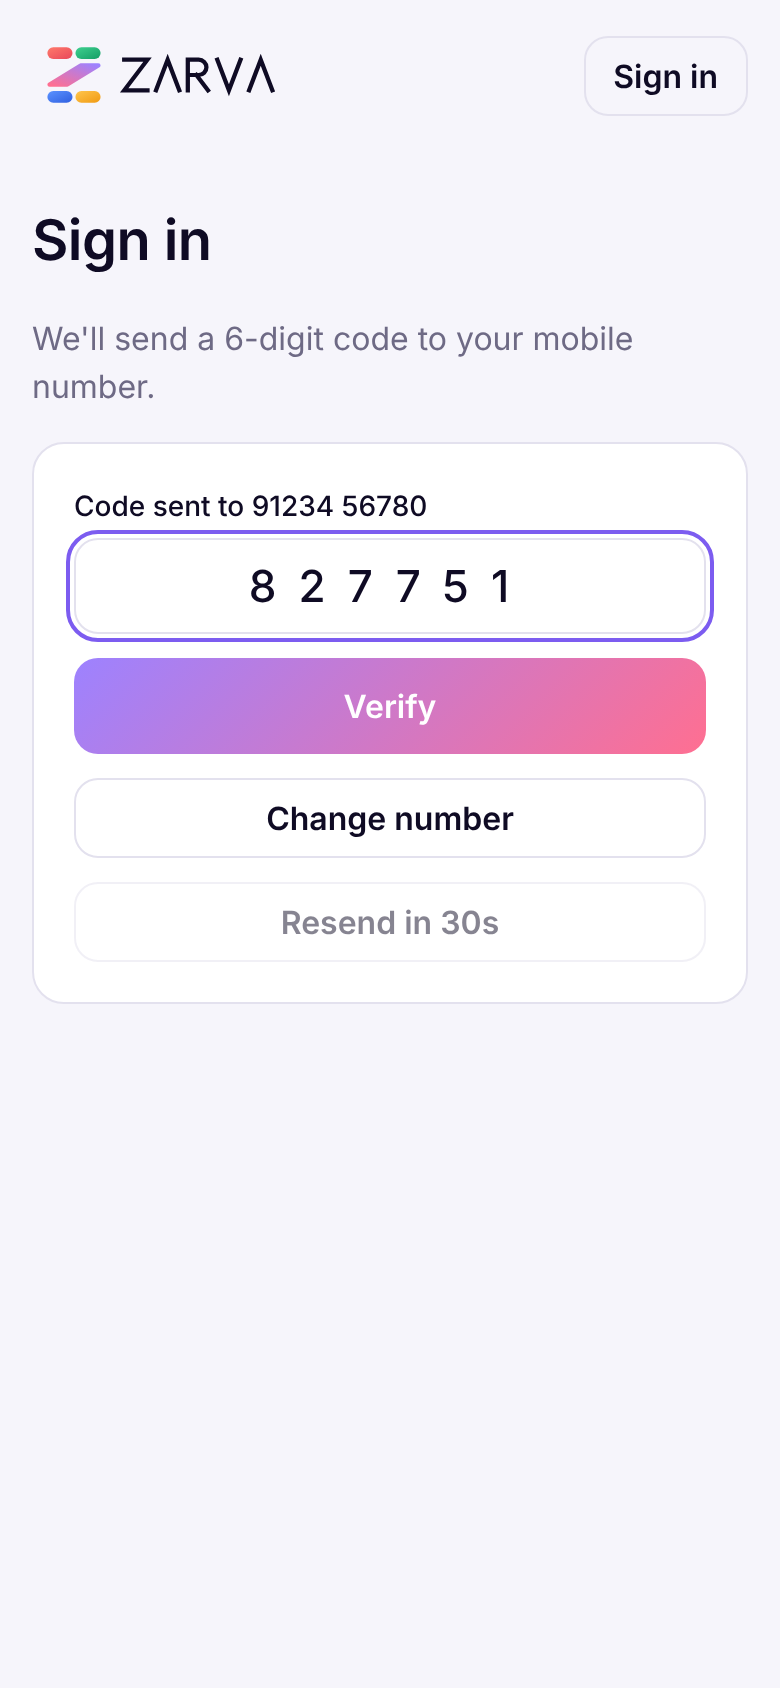 ZARVA
Sign in
Sign in
We'll send a 6-digit code to your mobile
number.
Code sent to 91234 56780
8 2 7 7 5 1
Verify
Change number
Resend in 30s